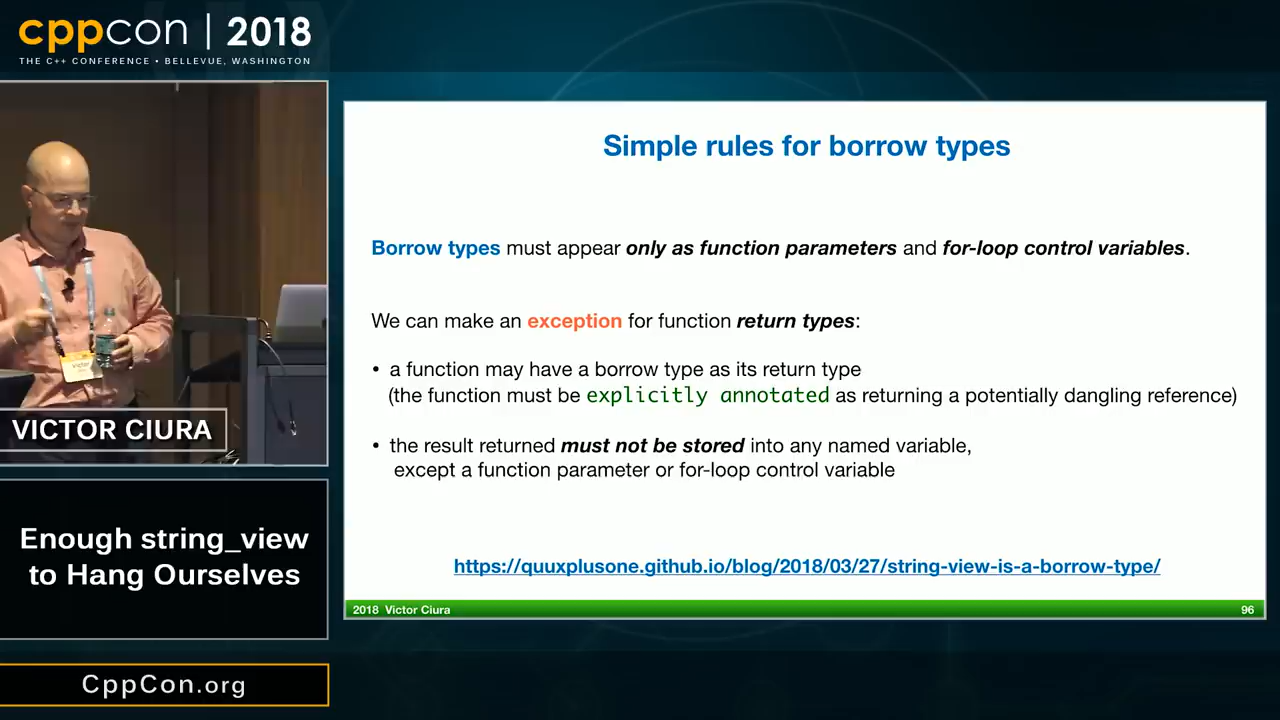 cppcon | 2018
THE C++ CONFERENCE • BELLEVUE, WASHINGTON
Simple rules for borrow types
Borrow types must appear only as function parameters and for-loop control variables.
We can make an exception for function return types:
• a function may have a borrow type as its return type
(the function must be explicitly annotated as returning a potentially dangling reference)
• the result returned must not be stored into any named variable,
except a function parameter or for-loop control variable
https://quuxplusone.github.io/blog/2018/03/27/string-view-is-a-borrow-type/
2018 Victor Ciura
96
Victor
VICTOR CIURA
Enough string_view
to Hang Ourselves
CppCon.org